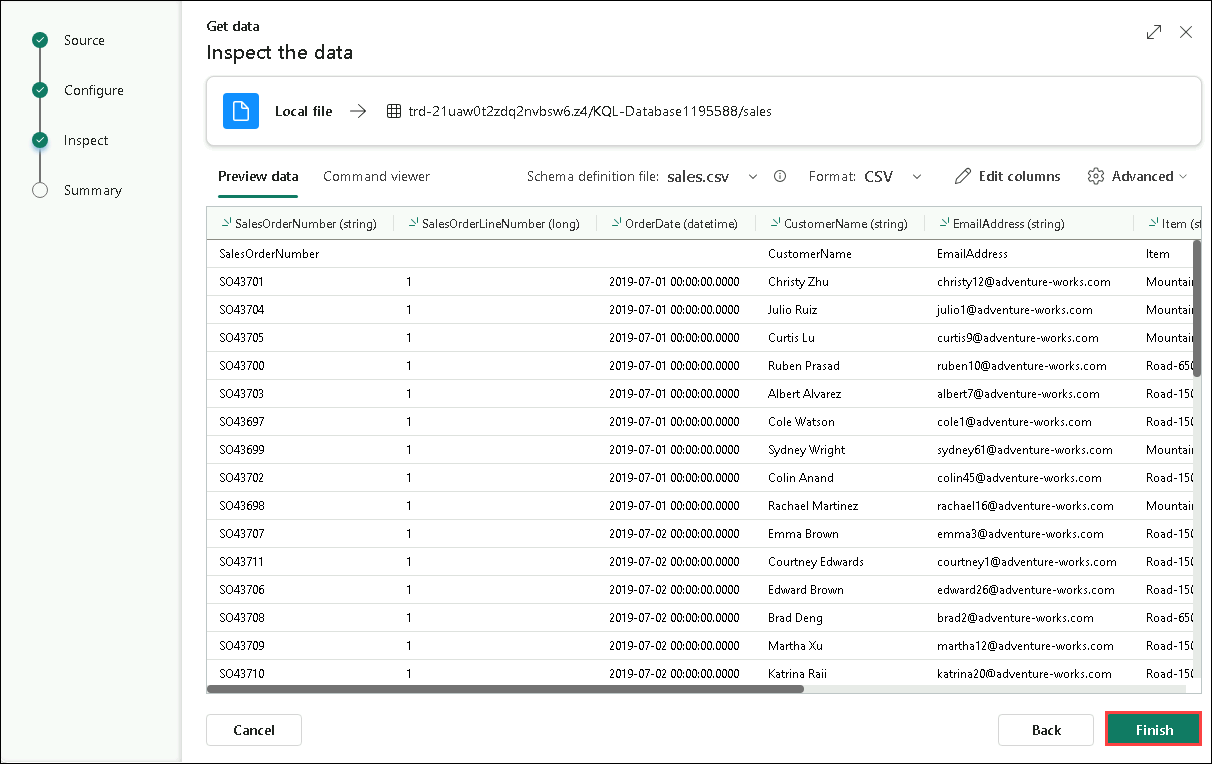 Source
Configure
Inspect
Summary
Get data
Inspect the data
Local file trd-21uaw0t2zdq2nvbsw6.z4/KQL-Database1195588/sales
Preview data Command viewer Schema definition file: sales.csv Format: CSV Edit columns Advanced
SalesOrderNumber (string) SalesOrderLineNumber (long) OrderDate (datetime) CustomerName (string) EmailAddress (string) Item (st
SalesOrderNumber CustomerName EmailAddress Item
SO43701 1 2019-07-01 00:00:00.0000 Christy Zhu christy12@adventure-works.com Mountain
SO43704 1 2019-07-01 00:00:00.0000 Julio Ruiz julio1@adventure-works.com Mountain
SO43705 1 2019-07-01 00:00:00.0000 Curtis Lu curtis9@adventure-works.com Mountain
SO43700 1 2019-07-01 00:00:00.0000 Ruben Prasad ruben10@adventure-works.com Road-650
SO43703 1 2019-07-01 00:00:00.0000 Albert Alvarez albert7@adventure-works.com Road-150
SO43697 1 2019-07-01 00:00:00.0000 Cole Watson cole1@adventure-works.com Road-150
SO43699 1 2019-07-01 00:00:00.0000 Sydney Wright sydney61@adventure-works.com Mountain
SO43702 1 2019-07-01 00:00:00.0000 Colin Anand colin45@adventure-works.com Road-150
SO43698 1 2019-07-01 00:00:00.0000 Rachael Martinez rachael16@adventure-works.com Mountain
SO43707 1 2019-07-02 00:00:00.0000 Emma Brown emma3@adventure-works.com Road-150
SO43711 1 2019-07-02 00:00:00.0000 Courtney Edwards courtney1@adventure-works.com Road-150
SO43706 1 2019-07-02 00:00:00.0000 Edward Brown edward26@adventure-works.com Road-150
SO43708 1 2019-07-02 00:00:00.0000 Brad Deng brad2@adventure-works.com Road-650
SO43709 1 2019-07-02 00:00:00.0000 Martha Xu martha12@adventure-works.com Road-150
SO43710 1 2019-07-02 00:00:00.0000 Katrina Raji katrina20@adventure-works.com Road-150
Cancel Back Finish